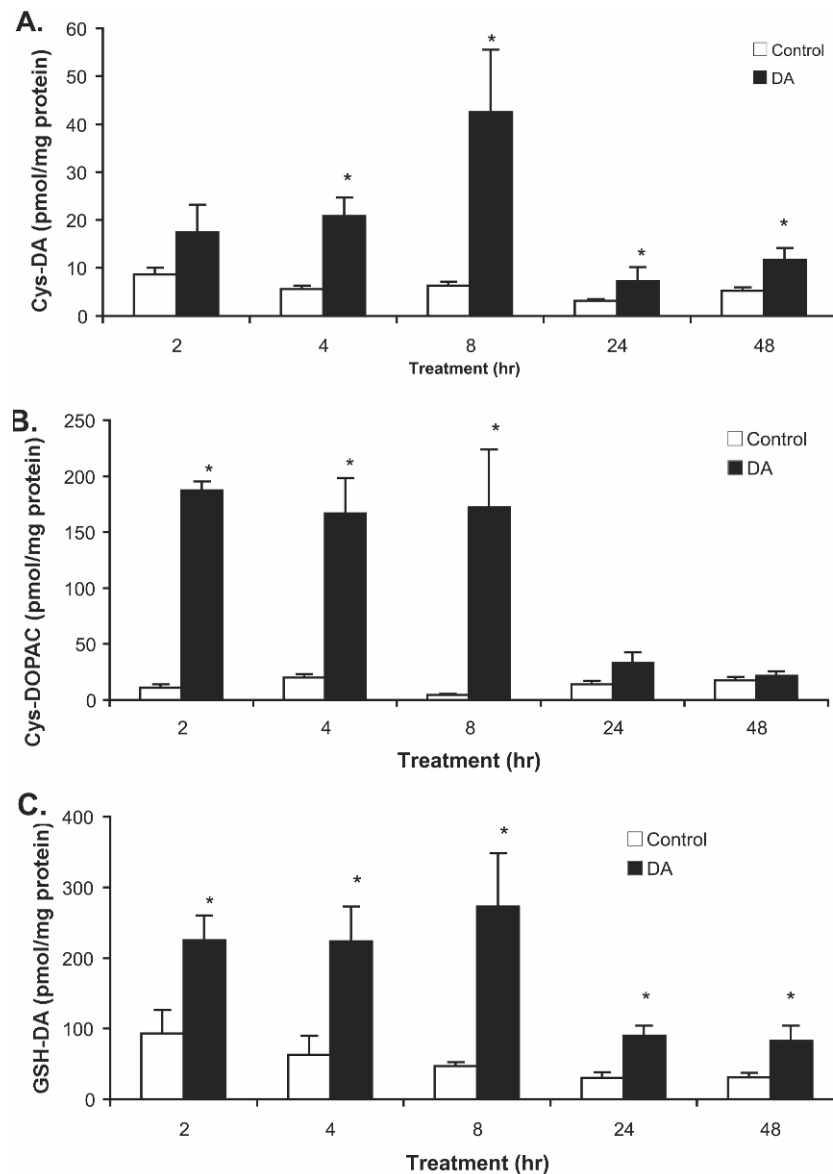 A.
Cys-DA (pmol/mg protein)
60
50
40
30
20
10
0
*
*
*
*
Control
DA
2 4 8 24 48
Treatment (hr)
B.
Cys-DOPAC (pmol/mg protein)
250
200
150
100
50
0
*
*
*
Control
DA
2 4 8 24 48
Treatment (hr)
C.
GSH-DA (pmol/mg protein)
400
300
200
100
0
*
*
*
*
*
Control
DA
2 4 8 24 48
Treatment (hr)